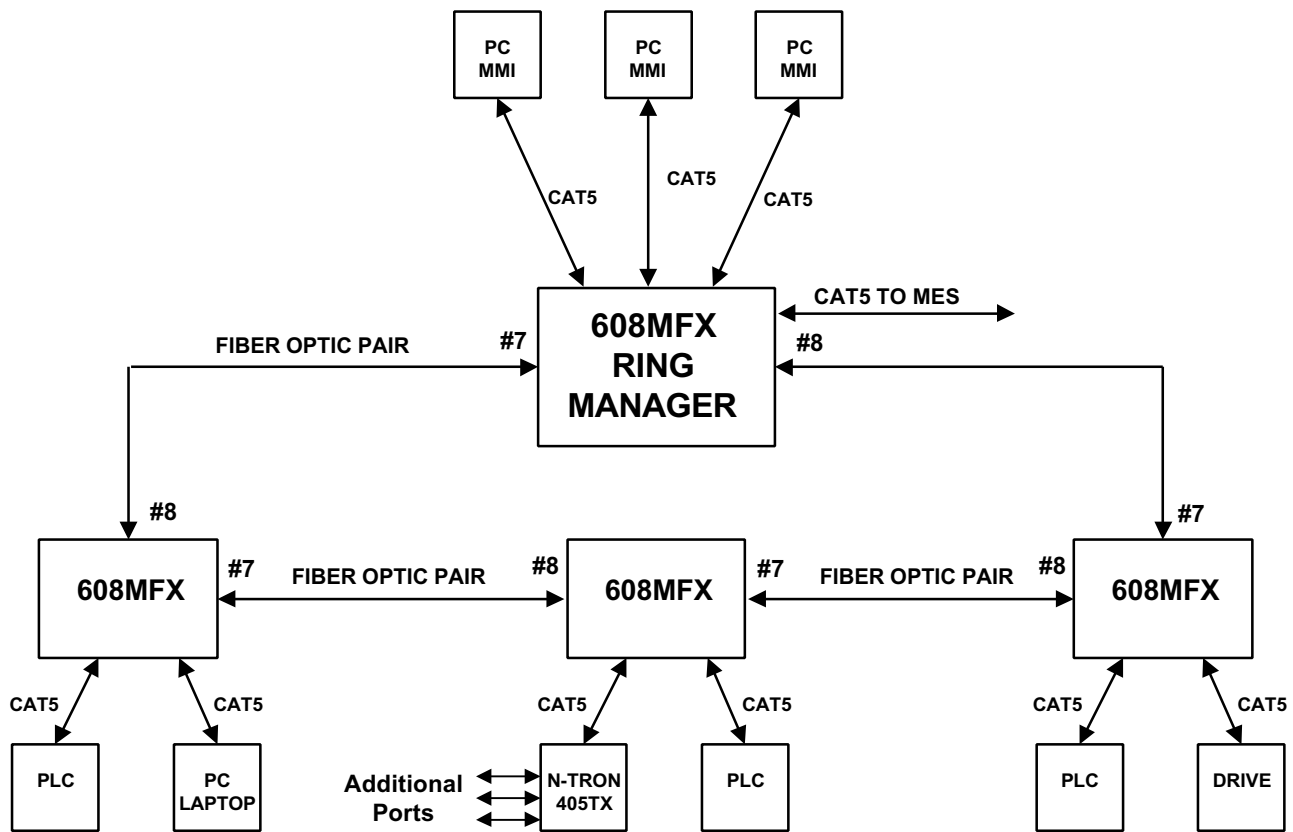 PC
MMI
PC
MMI
PC
MMI
CAT5
CAT5
CAT5
608MFX
RING
MANAGER
CAT5 TO MES
FIBER OPTIC PAIR
#7
#8
#8
#7
608MFX
#7
FIBER OPTIC PAIR
#8
608MFX
#7
FIBER OPTIC PAIR
#8
608MFX
CAT5
CAT5
CAT5
CAT5
CAT5
CAT5
PLC
PC
LAPTOP
Additional
Ports
N-TRON
405TX
PLC
PLC
DRIVE